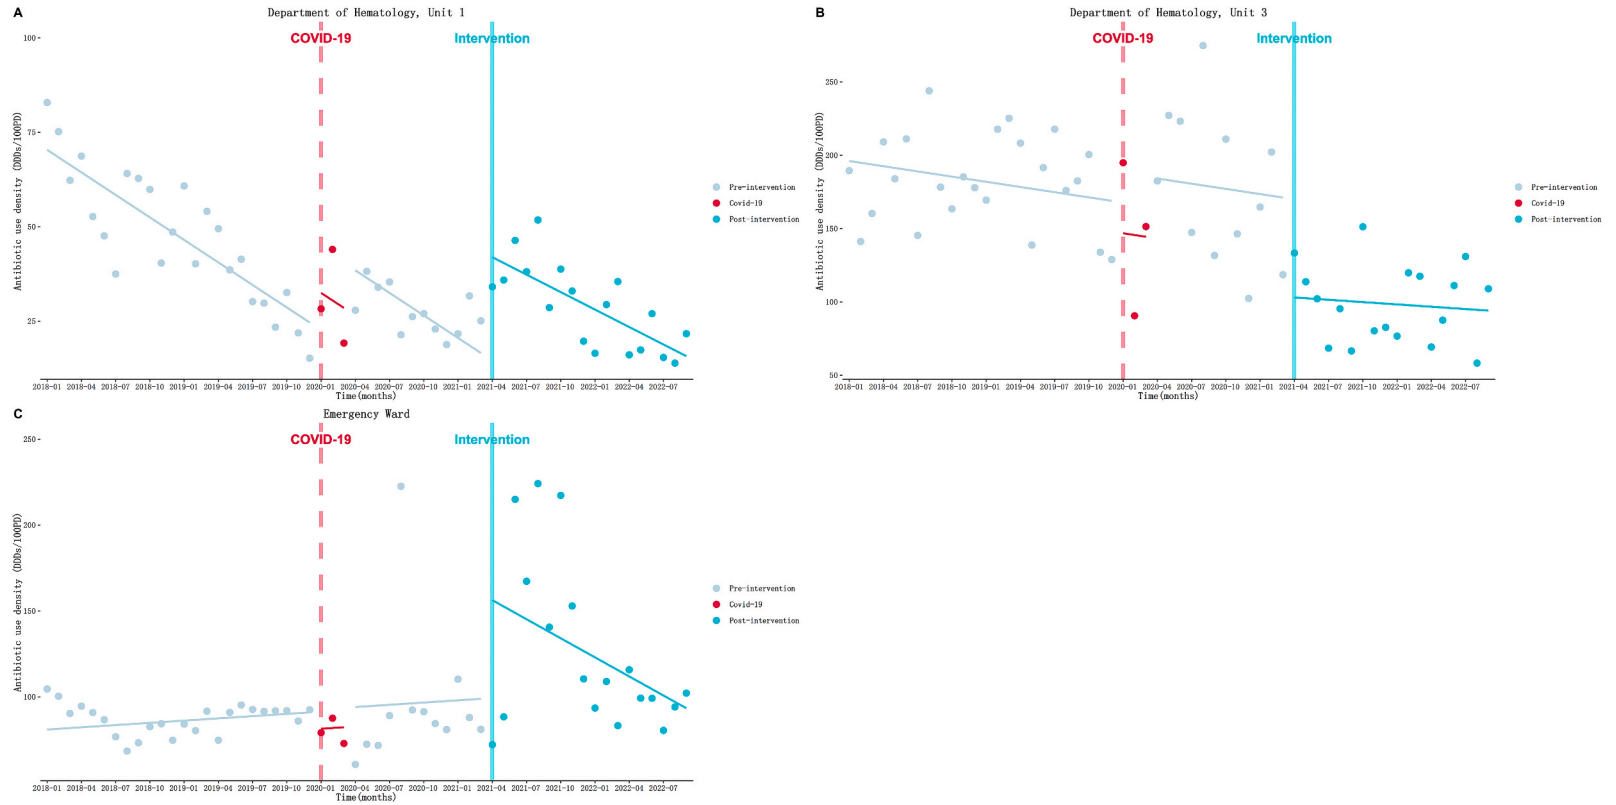 A
Department of Hematology, Unit 1
COVID-19
Intervention
Antibiotic use density (DDDs/100PD)
100
75
50
25
2018-01 2018-04 2018-07 2018-10 2019-01 2019-04 2019-07 2019-10 2020-01 2020-04 2020-07 2020-10 2021-01 2021-04 2021-07 2021-10 2022-01 2022-04 2022-07
Time(months)
Pre-intervention
Covid-19
Post-intervention
B
Department of Hematology, Unit 3
COVID-19
Intervention
Antibiotic use density (DDDs/100PD)
250
200
150
100
50
2018-01 2018-04 2018-07 2018-10 2019-01 2019-04 2019-07 2019-10 2020-01 2020-04 2020-07 2020-10 2021-01 2021-04 2021-07 2021-10 2022-01 2022-04 2022-07
Time(months)
Pre-intervention
Covid-19
Post-intervention
C
Emergency Ward
COVID-19
Intervention
Antibiotic use density (DDDs/100PD)
250
200
150
100
2018-01 2018-04 2018-07 2018-10 2019-01 2019-04 2019-07 2019-10 2020-01 2020-04 2020-07 2020-10 2021-01 2021-04 2021-07 2021-10 2022-01 2022-04 2022-07
Time(months)
Pre-intervention
Covid-19
Post-intervention